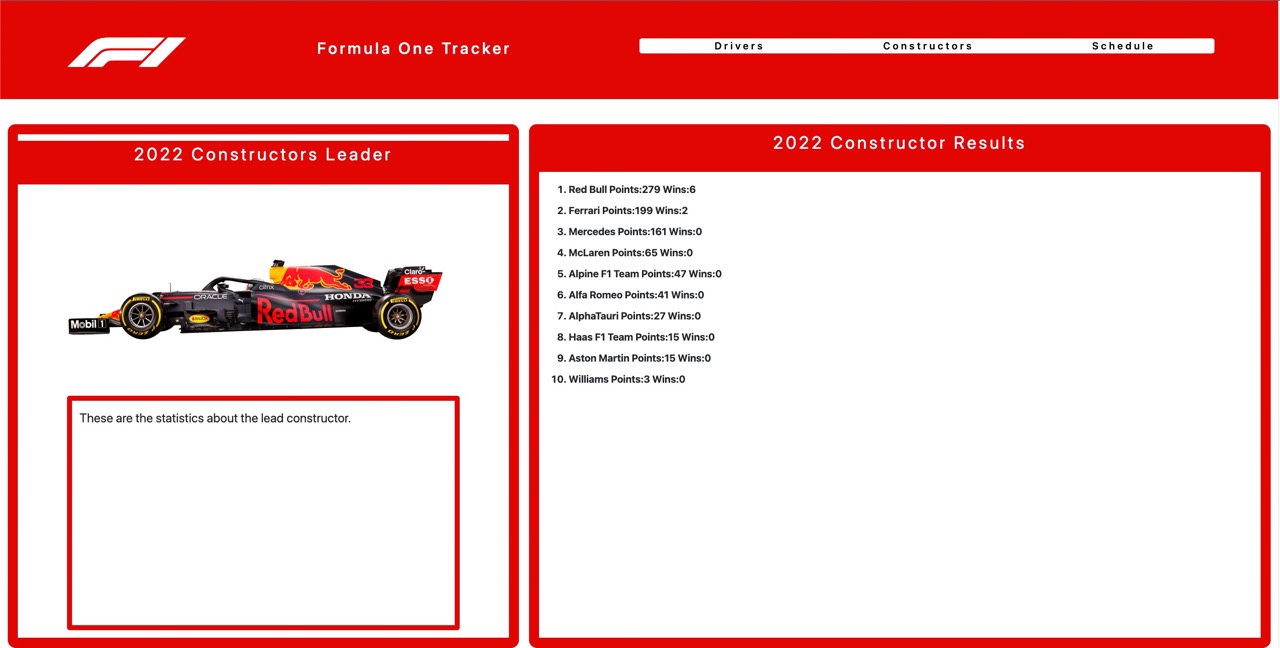 F1
Formula One Tracker
Drivers
Constructors
Schedule
2022 Constructors Leader
Claro
ESSO
33
citrix
ORACLE
HONDA
RedBull
Mobil 1
These are the statistics about the lead constructor.
2022 Constructor Results
1. Red Bull Points:279 Wins:6
2. Ferrari Points:199 Wins:2
3. Mercedes Points:161 Wins:0
4. McLaren Points:65 Wins:0
5. Alpine F1 Team Points:47 Wins:0
6. Alfa Romeo Points:41 Wins:0
7. AlphaTauri Points:27 Wins:0
8. Haas F1 Team Points:15 Wins:0
9. Aston Martin Points:15 Wins:0
10. Williams Points:3 Wins:0